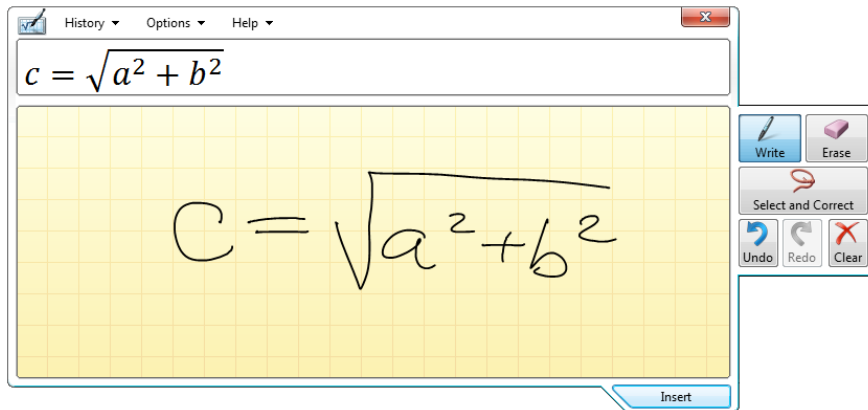 History Options Help
c = √(a² + b²)
C = √(a² + b²)
Write Erase
Select and Correct
Undo Redo Clear
Insert